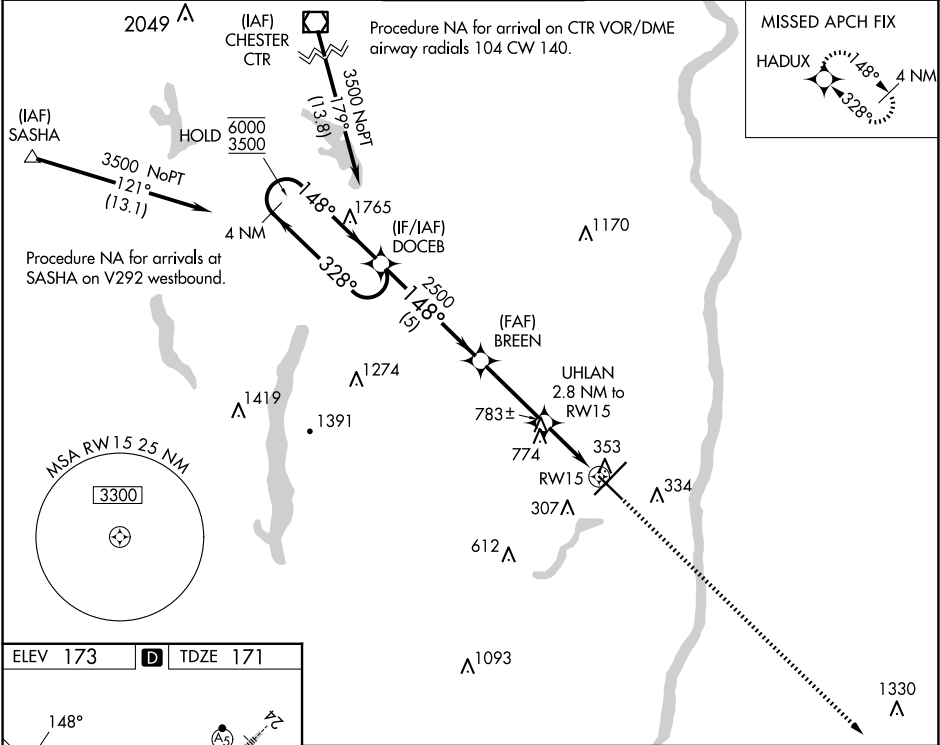 2049
(IAF)
CHESTER
CTR
Procedure NA for arrival on CTR VOR/DME
airway radials 104 CW 140.
MISSED APCH FIX
HADUX
148°
328°
4 NM
3500 NoPT
179°
(13.8)
(IAF)
SASHA
3500 NoPT
121°
(13.1)
HOLD
6000
3500
4 NM
148°
328°
1765
(IF/IAF)
DOCEB
1170
Procedure NA for arrivals at
SASHA on V292 westbound.
2500
148°
(5)
(FAF)
BREEN
UHLAN
2.8 NM to
RW15
1274
1419
1391
783±
774
353
RW15
334
307
612
MSA RW15 25 NM
3300
1093
1330
ELEV 173
D
TDZE 171
148°
A5
24